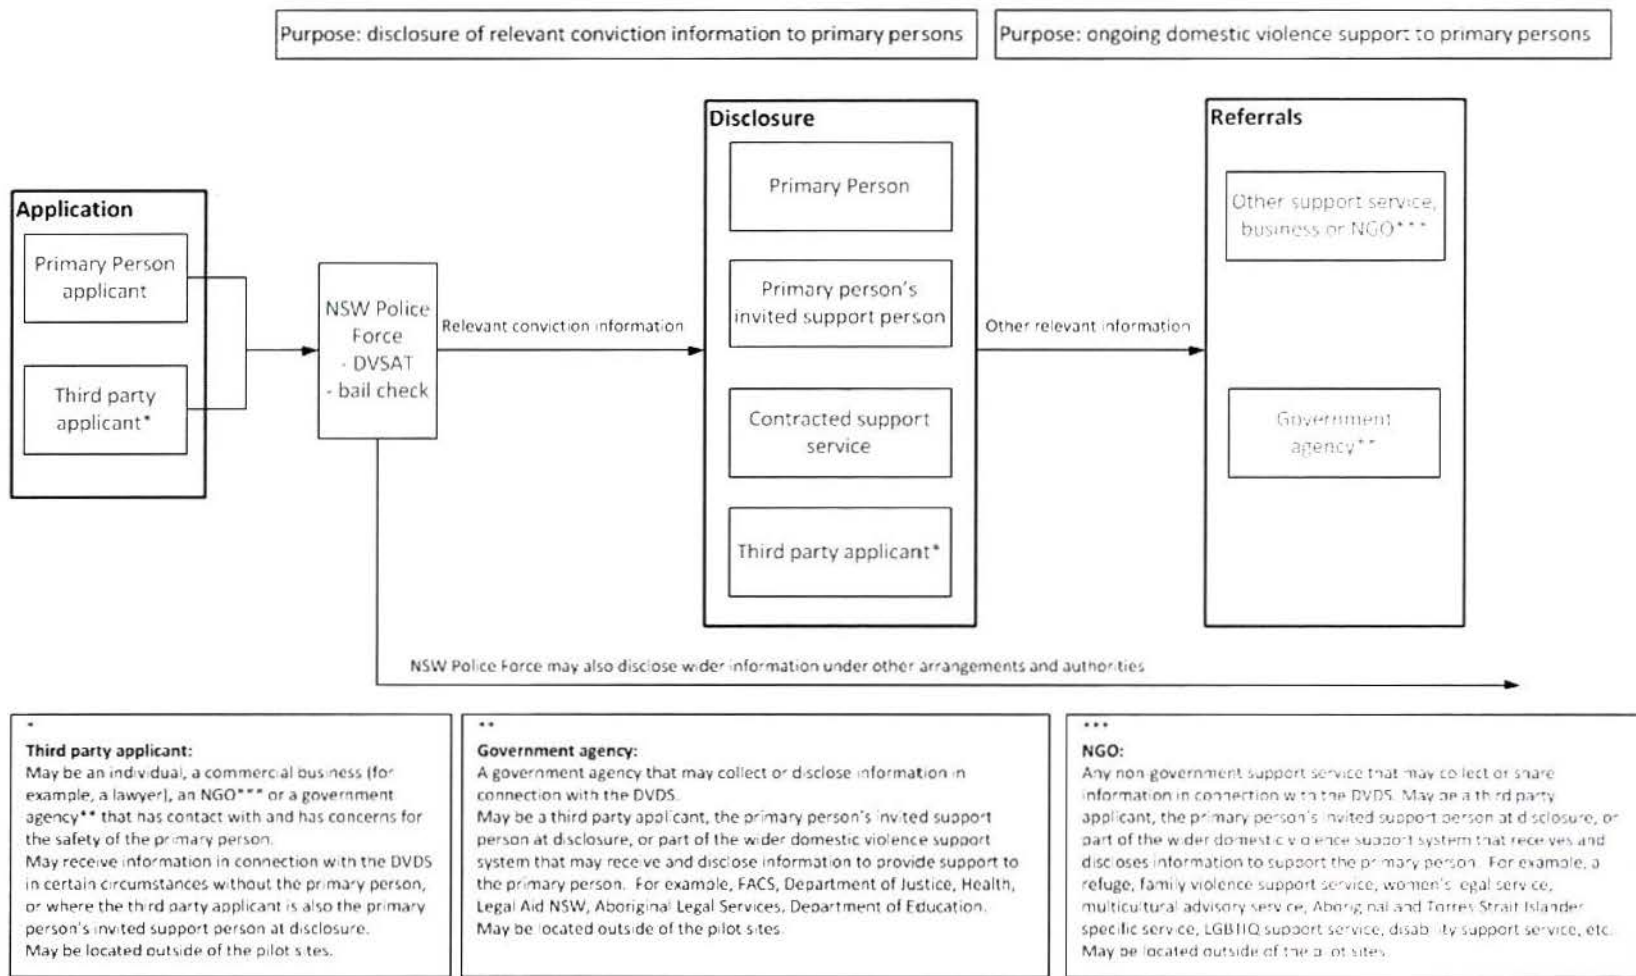 Purpose: disclosure of relevant conviction information to primary persons
Purpose: ongoing domestic violence support to primary persons
Application
Primary Person
applicant
Third party
applicant*
NSW Police
Force
- DVSAT
- bail check
Relevant conviction information
Disclosure
Primary Person
Primary person's
invited support person
Contracted support
service
Third party applicant*
Other relevant information
Referrals
Other support service,
business or NGO***
Government
agency**
NSW Police Force may also disclose wider information under other arrangements and authorities
*
Third party applicant:
May be an individual, a commercial business (for
example, a lawyer), an NGO*** or a government
agency** that has contact with and has concerns for
the safety of the primary person.
May receive information in connection with the DVDS
in certain circumstances without the primary person,
or where the third party applicant is also the primary
person's invited support person at disclosure.
May be located outside of the pilot sites.
**
Government agency:
A government agency that may collect or disclose information in
connection with the DVDS.
May be a third party applicant, the primary person's invited support
person at disclosure, or part of the wider domestic violence support
system that may receive and disclose information to provide support to
the primary person. For example, FACS, Department of Justice, Health,
Legal Aid NSW, Aboriginal Legal Services, Department of Education.
May be located outside of the pilot sites.
***
NGO:
Any non-government support service that may collect or share
information in connection with the DVDS. May be a third party
applicant, the primary person's invited support person at disclosure, or
part of the wider domestic violence support system that receives and
discloses information to support the primary person. For example, a
refuge, family violence support service, women's legal service,
multicultural advisory service, Aboriginal and Torres Strait Islander
specific service, LGBTIQ support service, disability support service, etc.
May be located outside of the pilot sites.